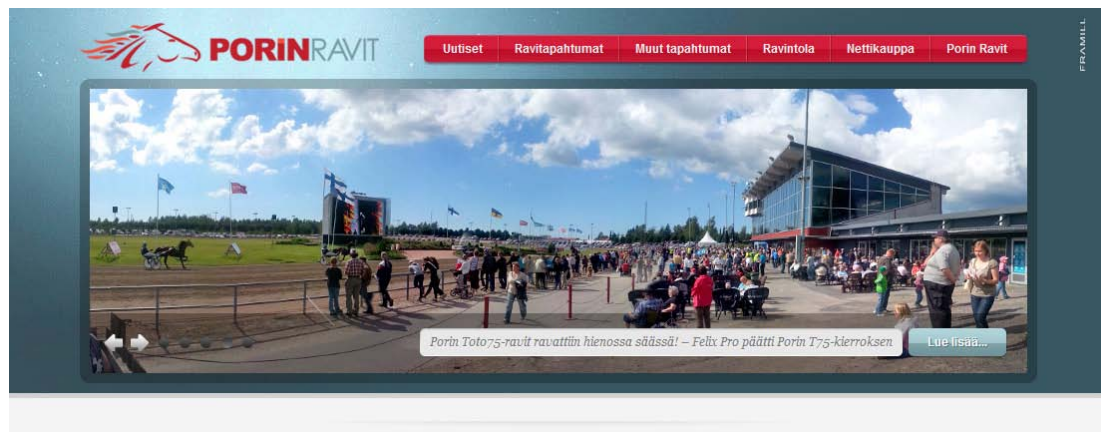 PORINRAVIT
Uutiset
Ravitapahtumat
Muut tapahtumat
Ravintola
Nettikauppa
Porin Ravit
FRAMILL
Porin Toto75-ravit ravattiin hienossa säässä! – Felix Pro päätti Porin T75-kierroksen
Lue lisää...